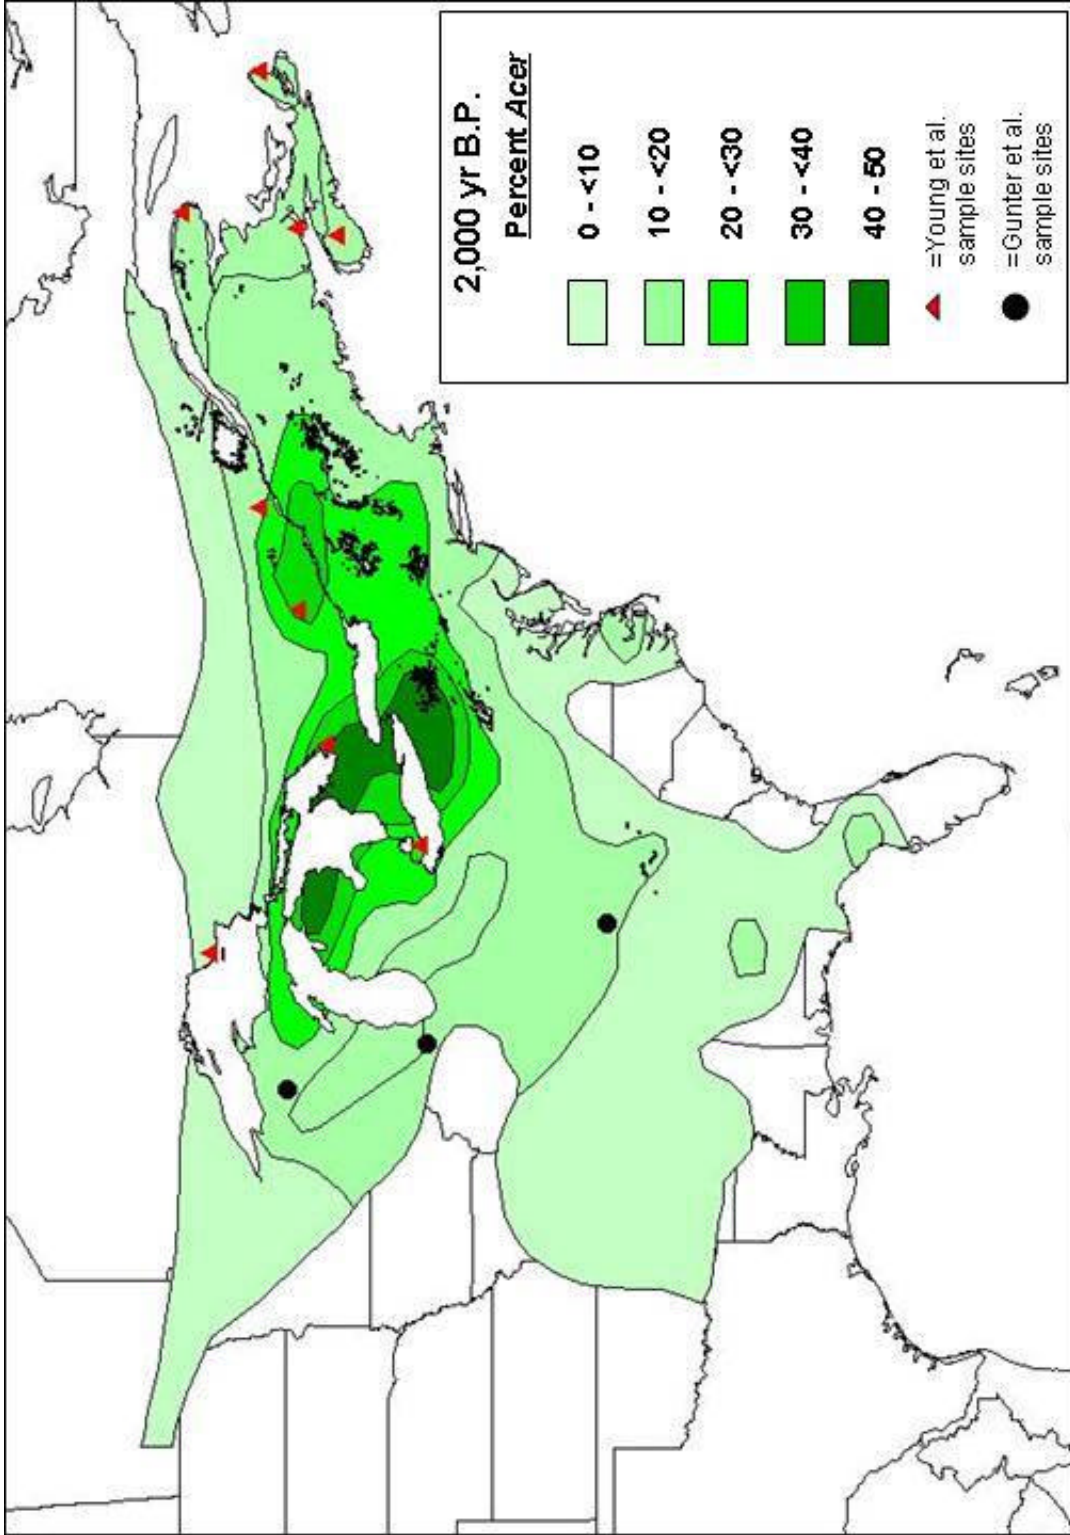 2,000 yr B.P.
Percent Acer
0 - <10
10 - <20
20 - <30
30 - <40
40 - 50
=Young et al.
sample sites
=Gunter et al.
sample sites